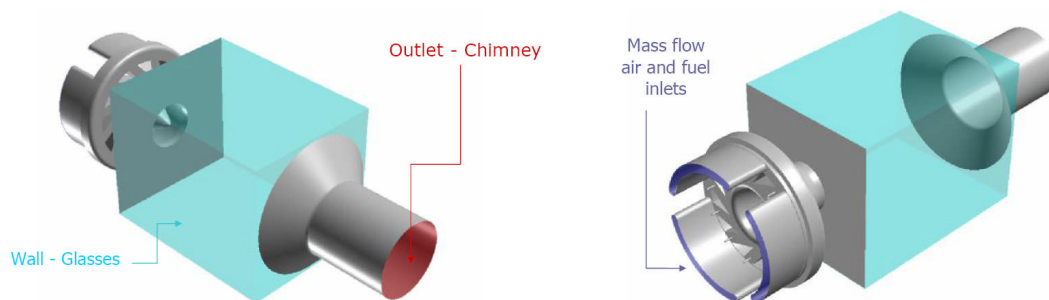 Outlet - Chimney
Wall - Glasses
Mass flow
air and fuel
inlets